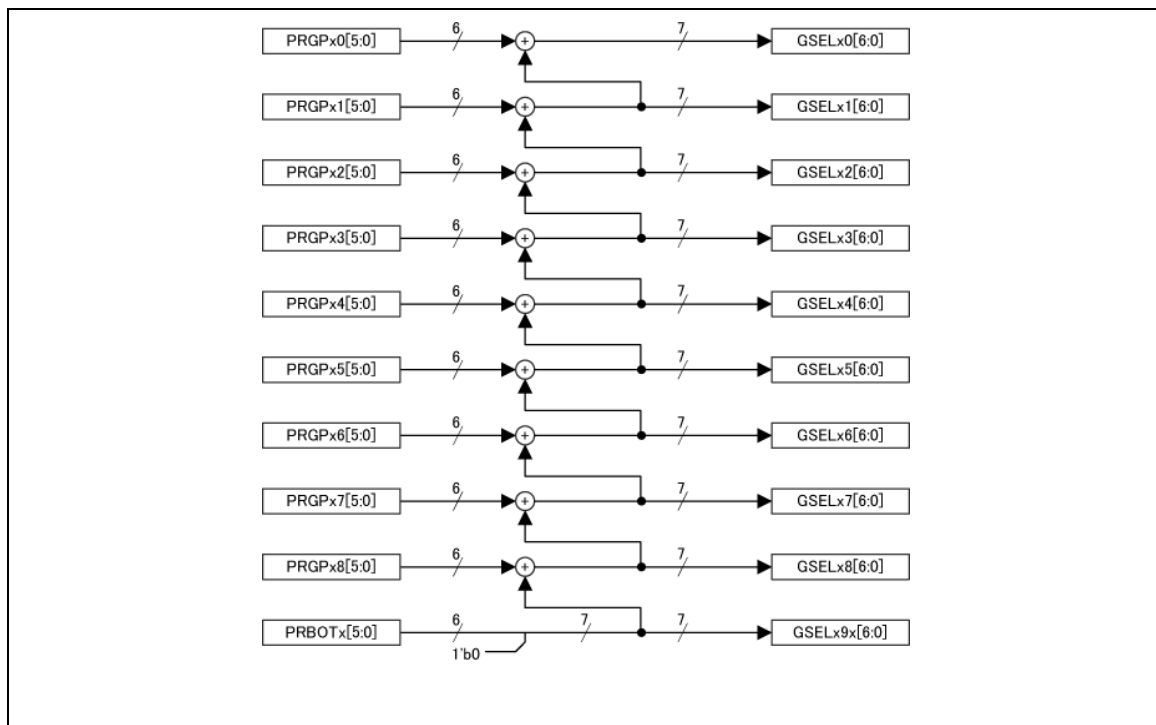 PRGPx0[5:0] 6 + 7 GSELx0[6:0]
PRGPx1[5:0] 6 + 7 GSELx1[6:0]
PRGPx2[5:0] 6 + 7 GSELx2[6:0]
PRGPx3[5:0] 6 + 7 GSELx3[6:0]
PRGPx4[5:0] 6 + 7 GSELx4[6:0]
PRGPx5[5:0] 6 + 7 GSELx5[6:0]
PRGPx6[5:0] 6 + 7 GSELx6[6:0]
PRGPx7[5:0] 6 + 7 GSELx7[6:0]
PRGPx8[5:0] 6 + 7 GSELx8[6:0]
PRBOTx[5:0] 6 7 7 GSELx9x[6:0]
1'b0